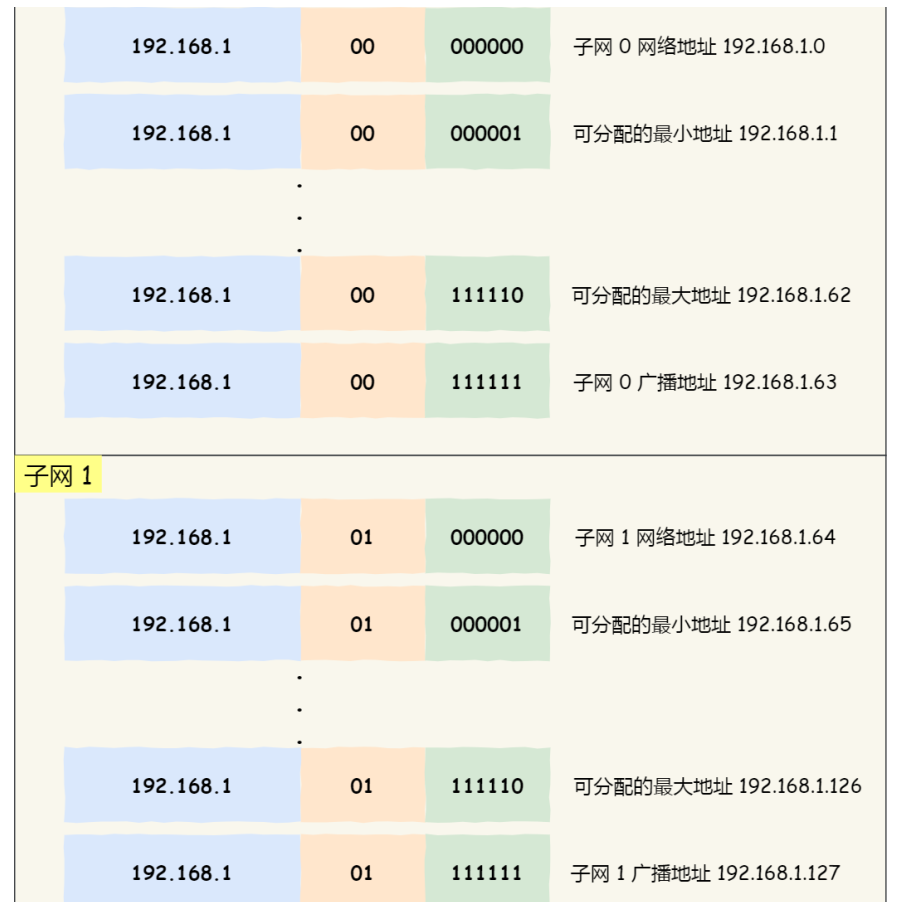 192.168.1 00 000000 子网 0 网络地址 192.168.1.0
192.168.1 00 000001 可分配的最小地址 192.168.1.1
192.168.1 00 111110 可分配的最大地址 192.168.1.62
192.168.1 00 111111 子网 0 广播地址 192.168.1.63
子网 1
192.168.1 01 000000 子网 1 网络地址 192.168.1.64
192.168.1 01 000001 可分配的最小地址 192.168.1.65
192.168.1 01 111110 可分配的最大地址 192.168.1.126
192.168.1 01 111111 子网 1 广播地址 192.168.1.127